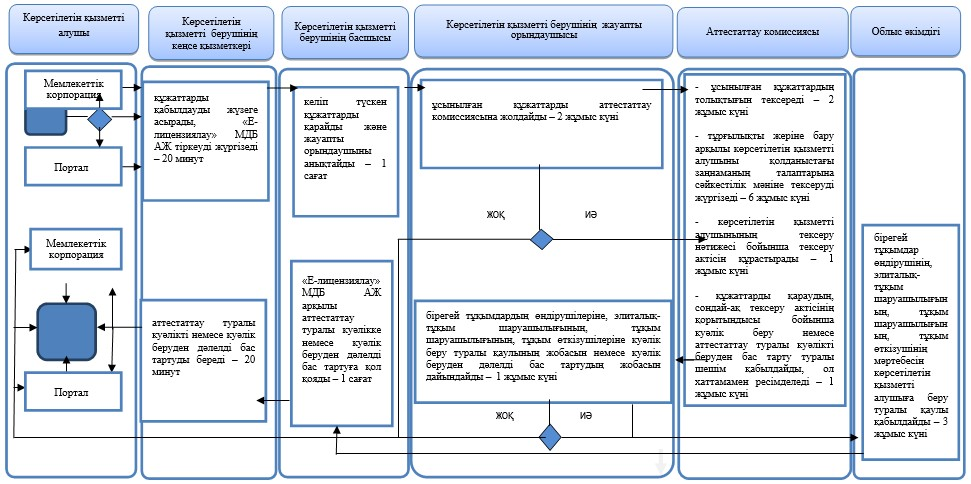 Көрсетілетін қызметті
алушы
Көрсетілетін
қызметті берушінің
кеңсе қызметкері
Көрсетілетін қызметті
берушінің басшысы
Көрсетілетін қызметті берушінің жауапты
орындаушысы
Аттестаттау комиссиясы
Облыс әкімдігі
Мемлекеттік
корпорация
Портал
құжаттарды
қабылдауды жүзеге
асырады, «Е-
лицензиялау» МДБ
АЖ тіркеуді жүргізеді
– 20 минут
келіп түскен
құжаттарды
қарайды және
жауапты
орындаушыны
анықтайды – 1
сағат
ұсынылған құжаттарды аттестаттау
комиссиясына жолдайды – 2 жұмыс күні
- ұсынылған құжаттардың
толықтығын тексереді – 2
жұмыс күні
- тұрғылықты жеріне бару
арқылы көрсетілетін қызметті
алушыны қолданыстағы
заңнаманың талаптарына
сәйкестілік мәніне тексеруді
жүргізеді – 6 жұмыс күні
- көрсетілетін қызметті
алушынының тексеру
нәтижесі бойынша тексеру
актісін құрастырады – 1
жұмыс күні
- құжаттарды қараудың,
сондай-ақ тексеру актісінің
қорытындысы бойынша
куәлік беру немесе
аттестаттау туралы куәлікті
беруден бас тарту туралы
шешім қабылдайды, ол
хаттамамен ресімделеді – 1
жұмыс күні
жоқ иә
Мемлекеттік
корпорация
Портал
аттестаттау туралы
куәлікті немесе куәлік
беруден дәлелді бас
тартуды береді – 20
минут
«Е-лицензиялау»
МДБ АЖ
арқылы
аттестаттау
туралы куәлікке
немесе куәлік
беруден дәлелді
бас тартуға қол
қояды – 1 сағат
бірегей тұқымдардың өндірушілеріне, элиталық-
тұқым шаруашылығының, тұқым
шаруашылығының, тұқым өткізушілеріне куәлік
беру туралы қаулының жобасын немесе куәлік
беруден дәлелді бас тартудың жобасын
дайындайды – 1 жұмыс күні
жоқ иә
бірегей
тұқымдар
өндірушінің,
элиталық-
тұқым
шаруашылығын
ың, тұқым
шаруашылығын
ың, тұқым
өткізушінің
мәртебесін
көрсетілетін
қызметті
алушыға беру
туралы қаулы
қабылдайды – 3
жұмыс күні